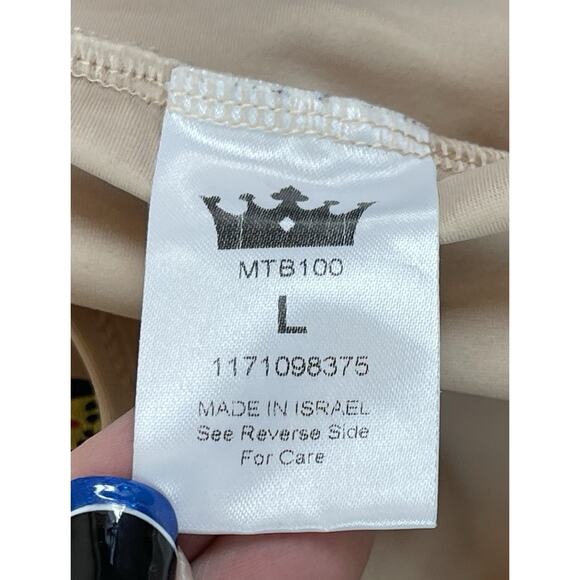 MTB100
L
1171098375
MADE IN ISRAEL
See Reverse Side
For Care